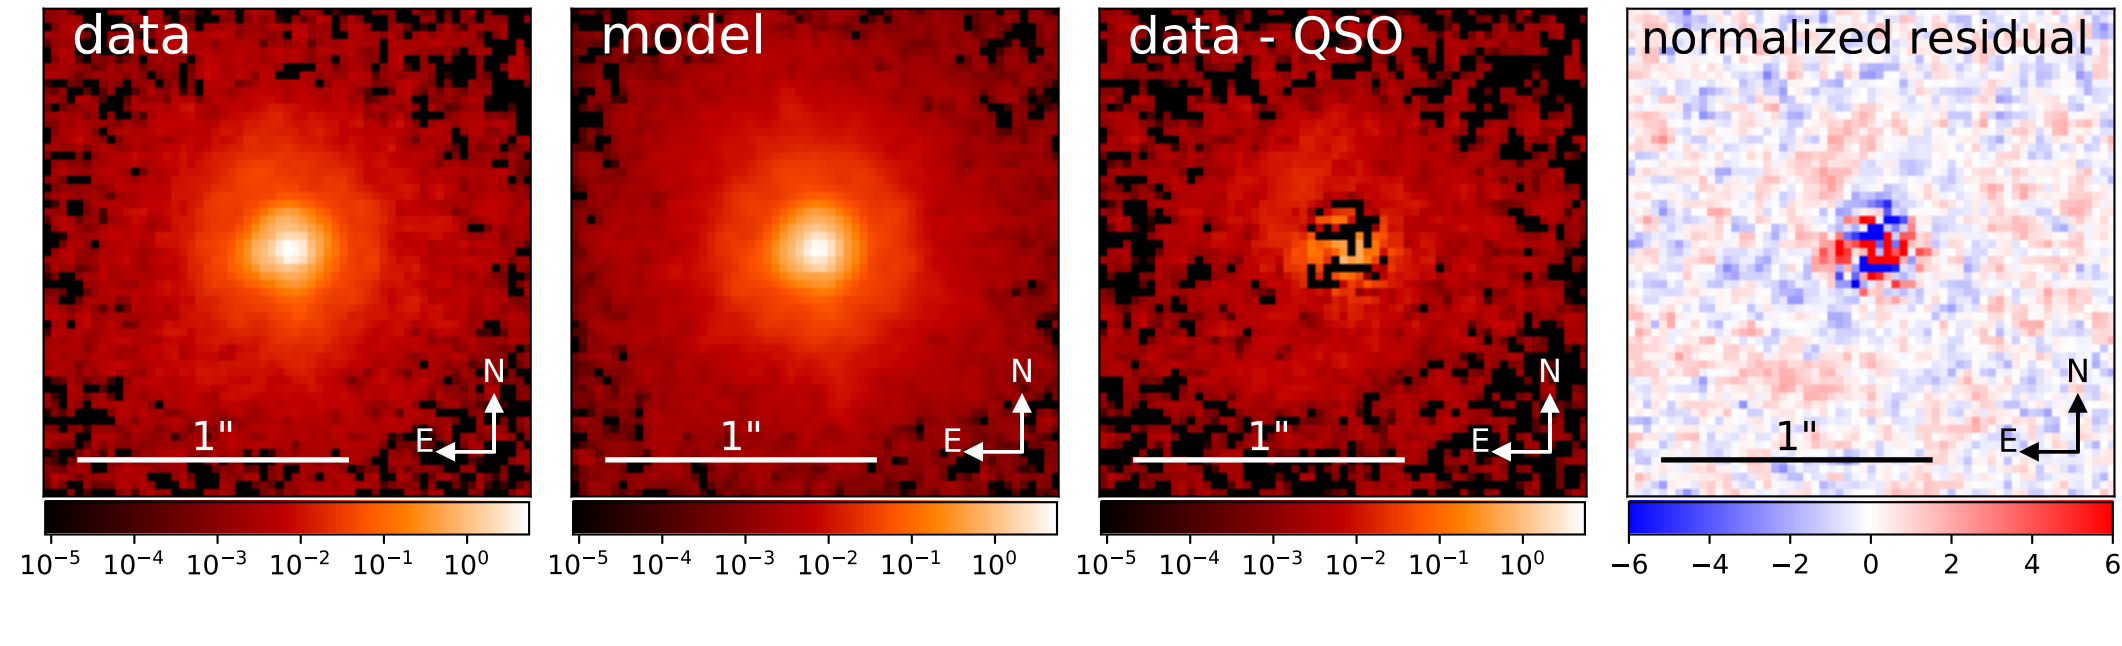 data model data - QSO normalized residual
N N N N
1" 1" 1" 1"
E E E E
10⁻⁵ 10⁻⁴ 10⁻³ 10⁻² 10⁻¹ 10⁰ 10⁻⁵ 10⁻⁴ 10⁻³ 10⁻² 10⁻¹ 10⁰ 10⁻⁵ 10⁻⁴ 10⁻³ 10⁻² 10⁻¹ 10⁰ −6 −4 −2 0 2 4 6